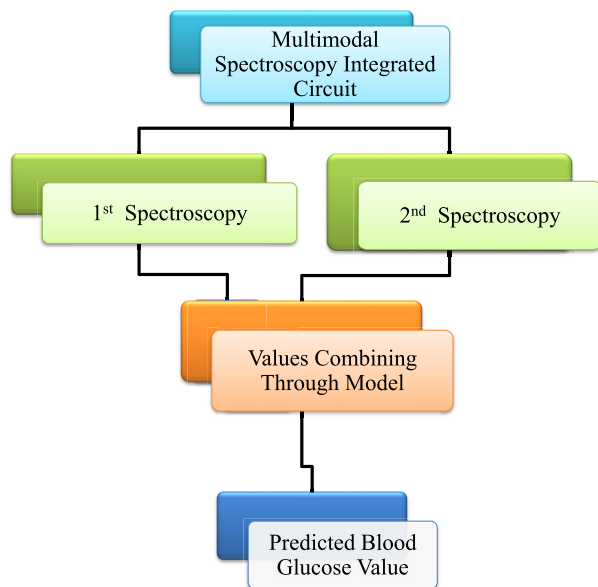 Multimodal
Spectroscopy Integrated
Circuit
1st Spectroscopy
2nd Spectroscopy
Values Combining
Through Model
Predicted Blood
Glucose Value